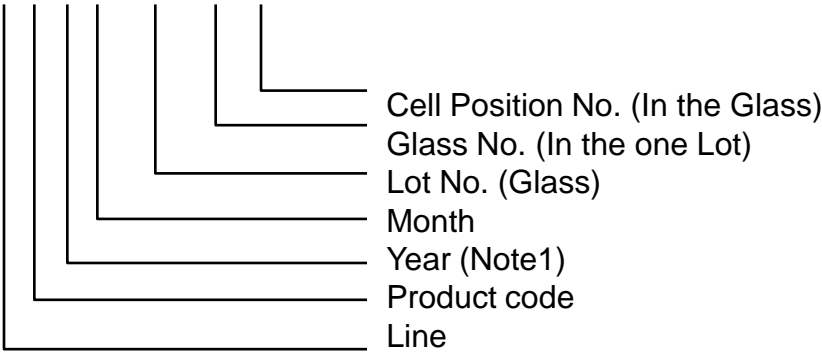 Cell Position No. (In the Glass)
Glass No. (In the one Lot)
Lot No. (Glass)
Month
Year (Note1)
Product code
Line